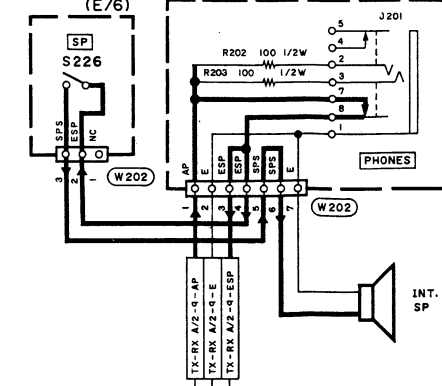 (E/6)
SP
S226
SPS
ESP
NC
3
2
1
W202
J201
5
4
R202 100 1/2W
2
R203 100 1/2W
3
7
8
1
PHONES
AP
E
ESP
ESP
SPS
SPS
E
1
2
3
4
5
6
7
W202
TX-RX A/2-9-AP
TX-RX A/2-9-E
TX-RX A/2-9-ESP
INT.
SP